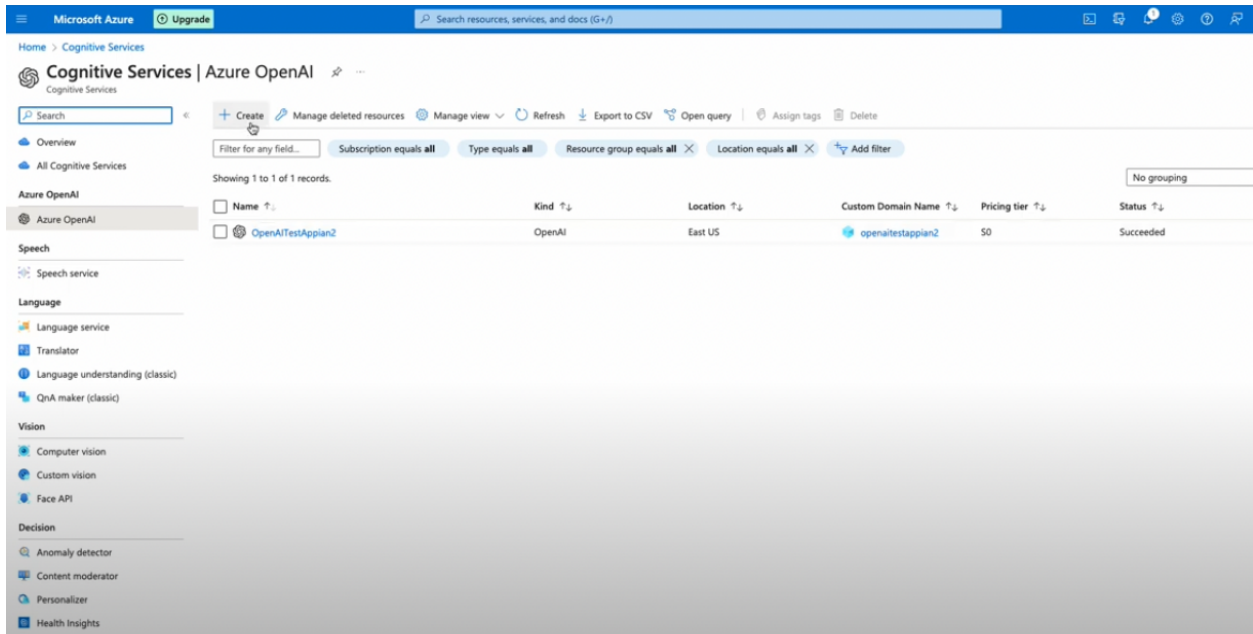 Microsoft Azure
Upgrade
Search resources, services, and docs (G+/)
1
Home > Cognitive Services
Cognitive Services | Azure OpenAI
Cognitive Services
Search
Create
Manage deleted resources
Manage view
Refresh
Export to CSV
Open query
Assign tags
Delete
Overview
All Cognitive Services
Azure OpenAI
Azure OpenAI
Speech
Speech service
Language
Language service
Translator
Language understanding (classic)
QnA maker (classic)
Vision
Computer vision
Custom vision
Face API
Decision
Anomaly detector
Content moderator
Personalizer
Health Insights
Filter for any field...
Subscription equals all
Type equals all
Resource group equals all
Location equals all
Add filter
Showing 1 to 1 of 1 records.
No grouping
Name Kind Location Custom Domain Name Pricing tier Status
OpenAITestAppian2 OpenAI East US openaitestappian2 S0 Succeeded